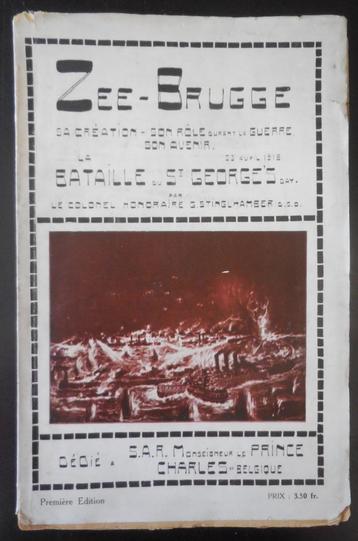 ZEE-BRUGGE
SA CRÉATION - SON RÔLE DURANT LA GUERRE,
SON AVENIR,
LA 23 AVRIL 1918
BATAILLE DU ST GEORGE'S DAY.
PAR
LE COLONEL HONORAIRE G. STINGLHAMBER D.S.O.
DÉDIÉ A S.A.R. MONSEIGNEUR LE PRINCE
CHARLES DE BELGIQUE
Première Edition PRIX : 3.50 fr.